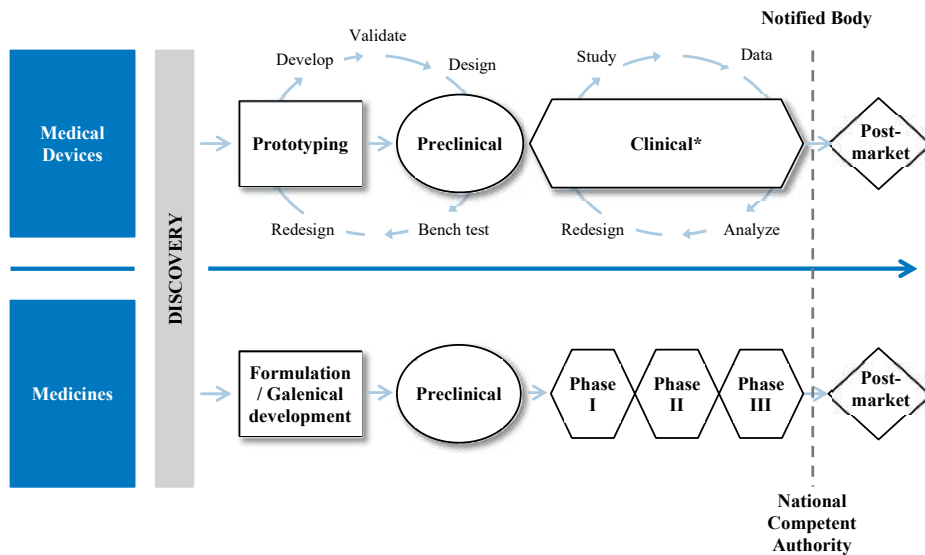 Notified Body
Validate
Develop
Design
Study
Data
Medical
Devices
Prototyping
Preclinical
Clinical*
Post-
market
Redesign
Bench test
Redesign
Analyze
DISCOVERY
Medicines
Formulation
/ Galenical
development
Preclinical
Phase
I
Phase
II
Phase
III
Post-
market
National
Competent
Authority